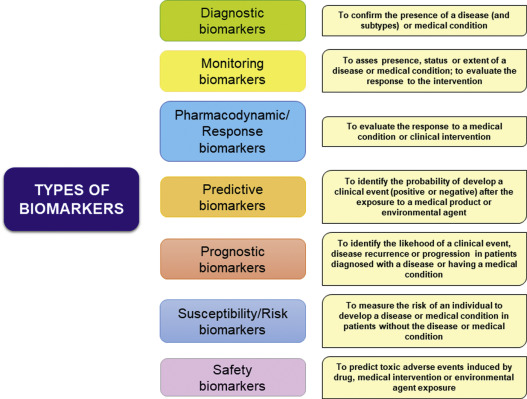 Diagnostic
biomarkers
To confirm the presence of a disease (and
subtypes) or medical condition
Monitoring
biomarkers
To asses presence, status or extent of a
disease or medical condition; to evaluate the
response to the intervention
Pharmacodynamic/
Response
biomarkers
To evaluate the response to a medical
condition or clinical intervention
TYPES OF
BIOMARKERS
Predictive
biomarkers
To identify the probability of develop a
clinical event (positive or negative) after the
exposure to a medical product or
environmental agent
Prognostic
biomarkers
To identify the likehood of a clinical event,
disease recurrence or progression in patients
diagnosed with a disease or having a medical
condition
Susceptibility/Risk
biomarkers
To measure the risk of an individual to
develop a disease or medical condition in
patients without the disease or medical
condition
Safety
biomarkers
To predict toxic adverse events induced by
drug, medical intervention or environmental
agent exposure